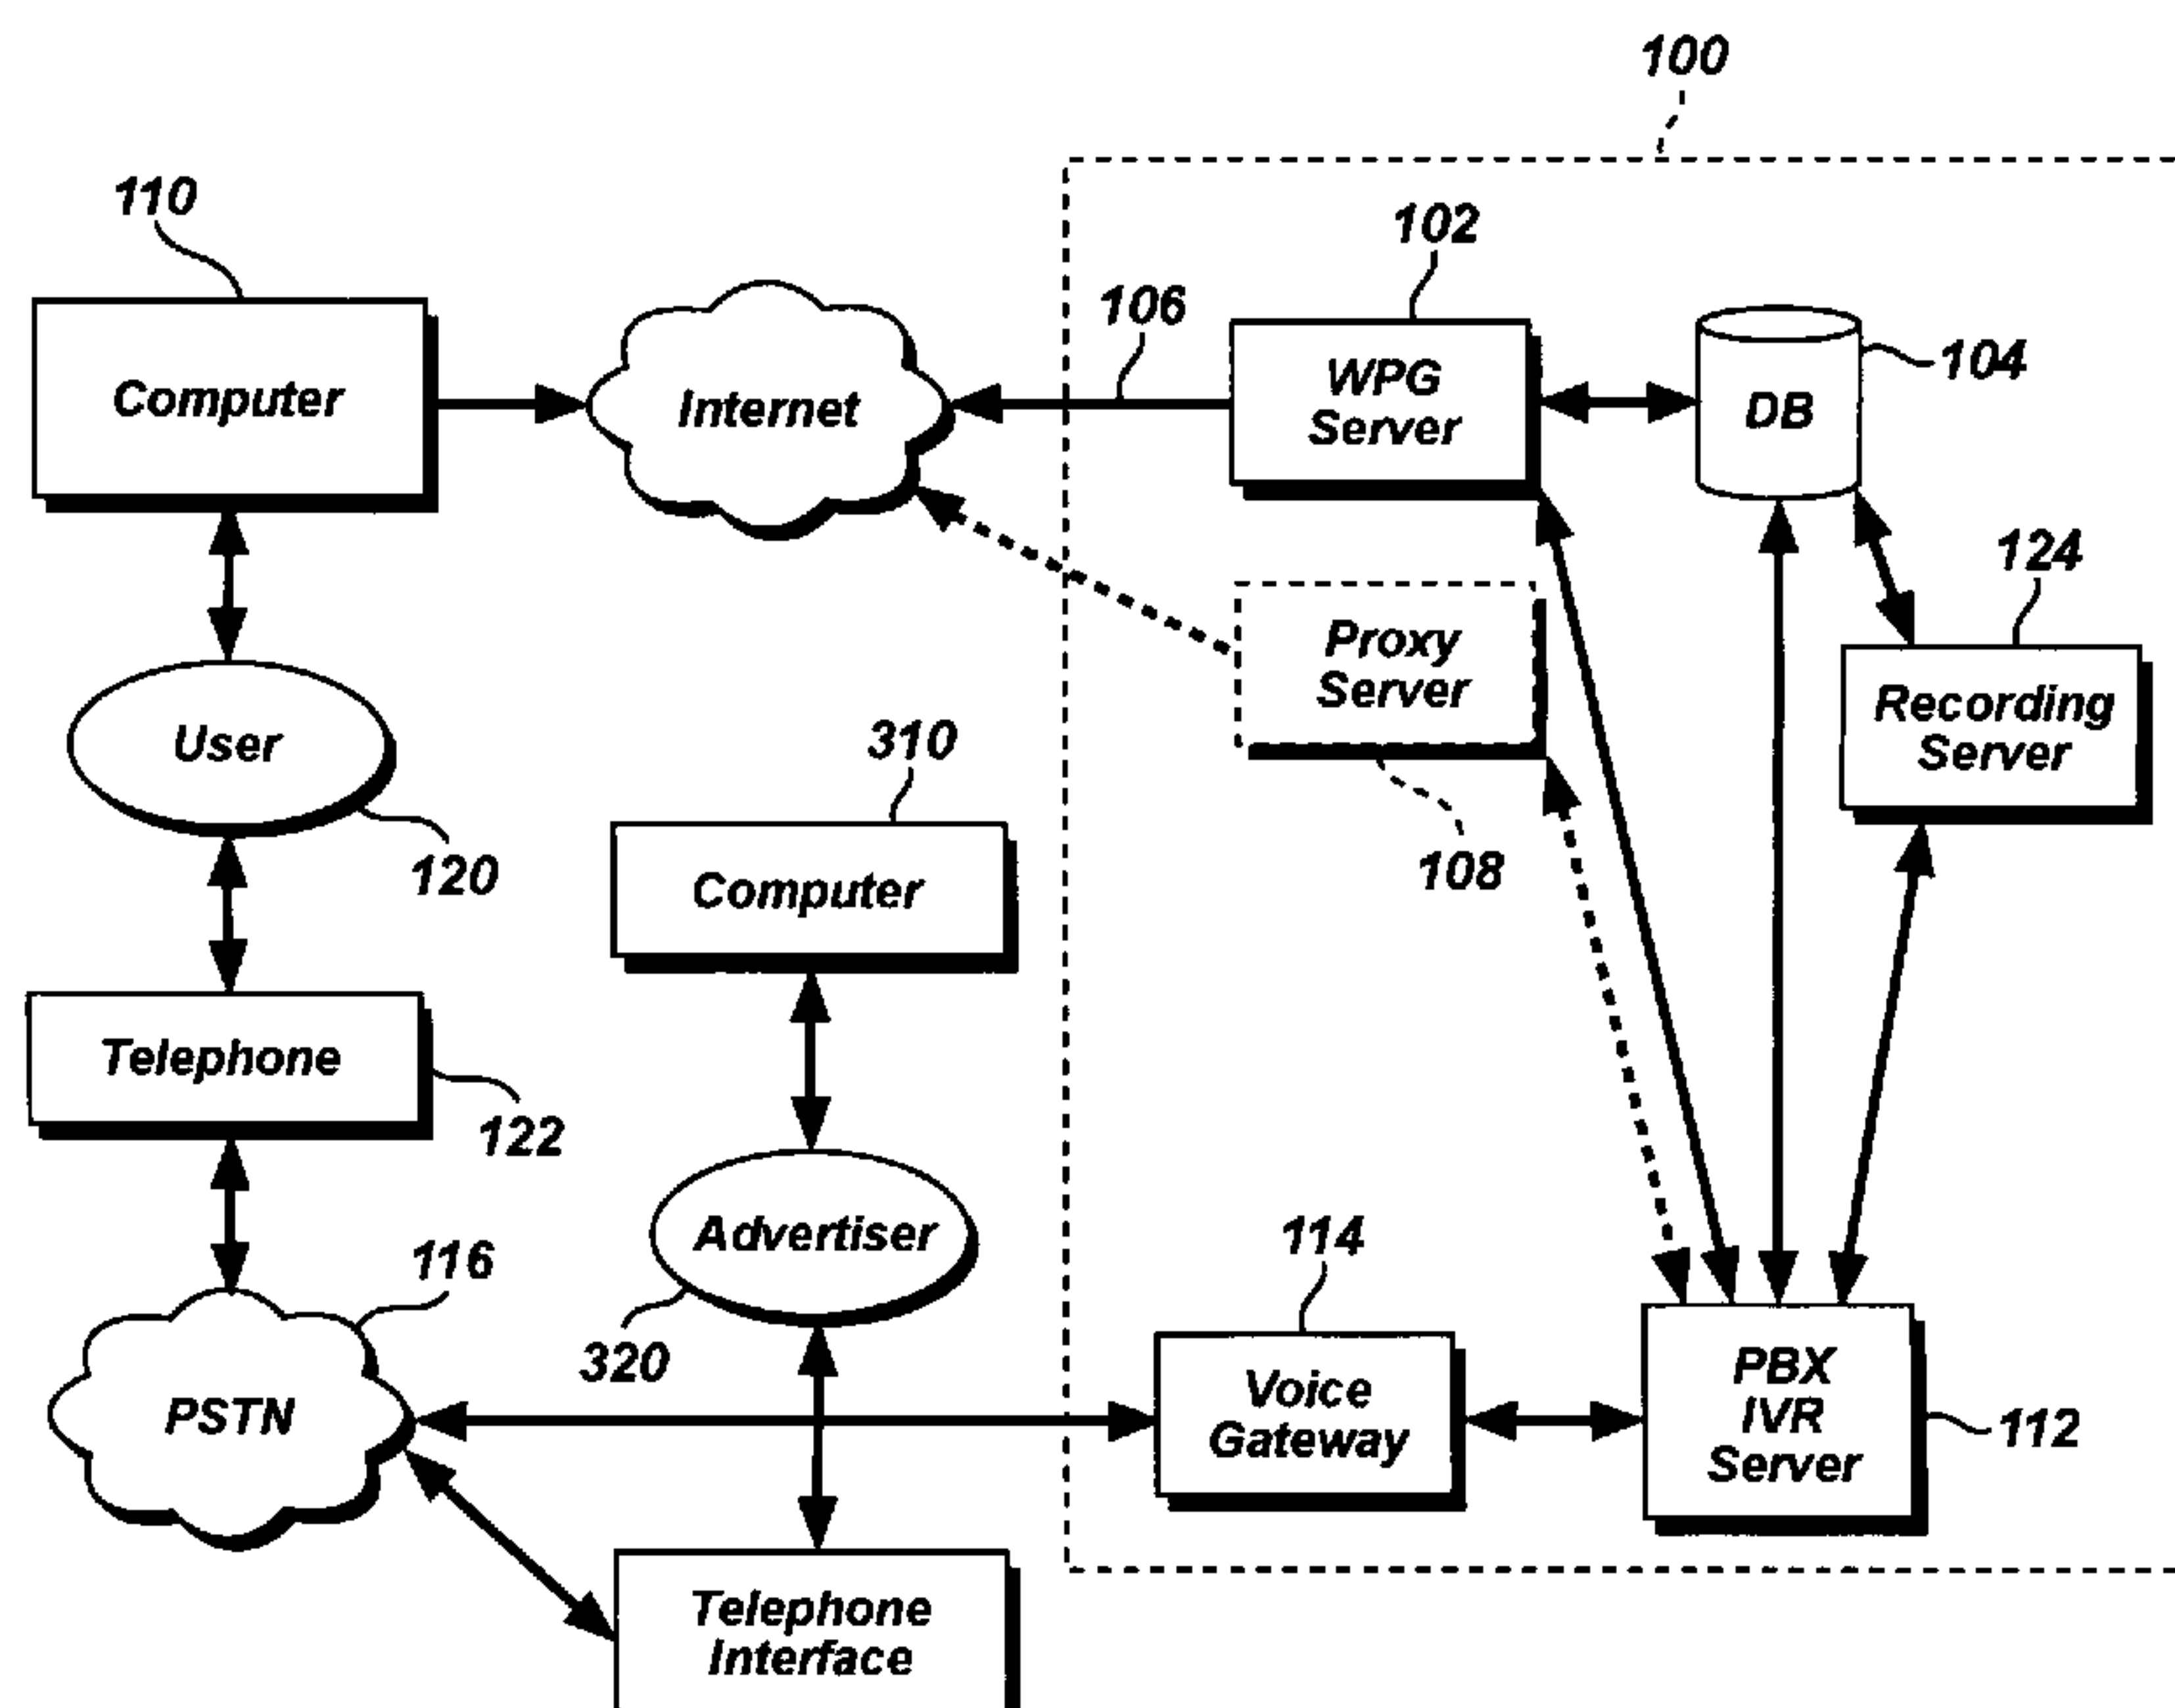 100
110
102
106
Computer
Internet
WPG
Server
DB
104
124
Proxy
Server
Recording
Server
User
310
120
Computer
108
Telephone
122
Advertiser
114
116
320
PSTN
Voice
Gateway
PBX
IVR
Server
112
Telephone
Interface